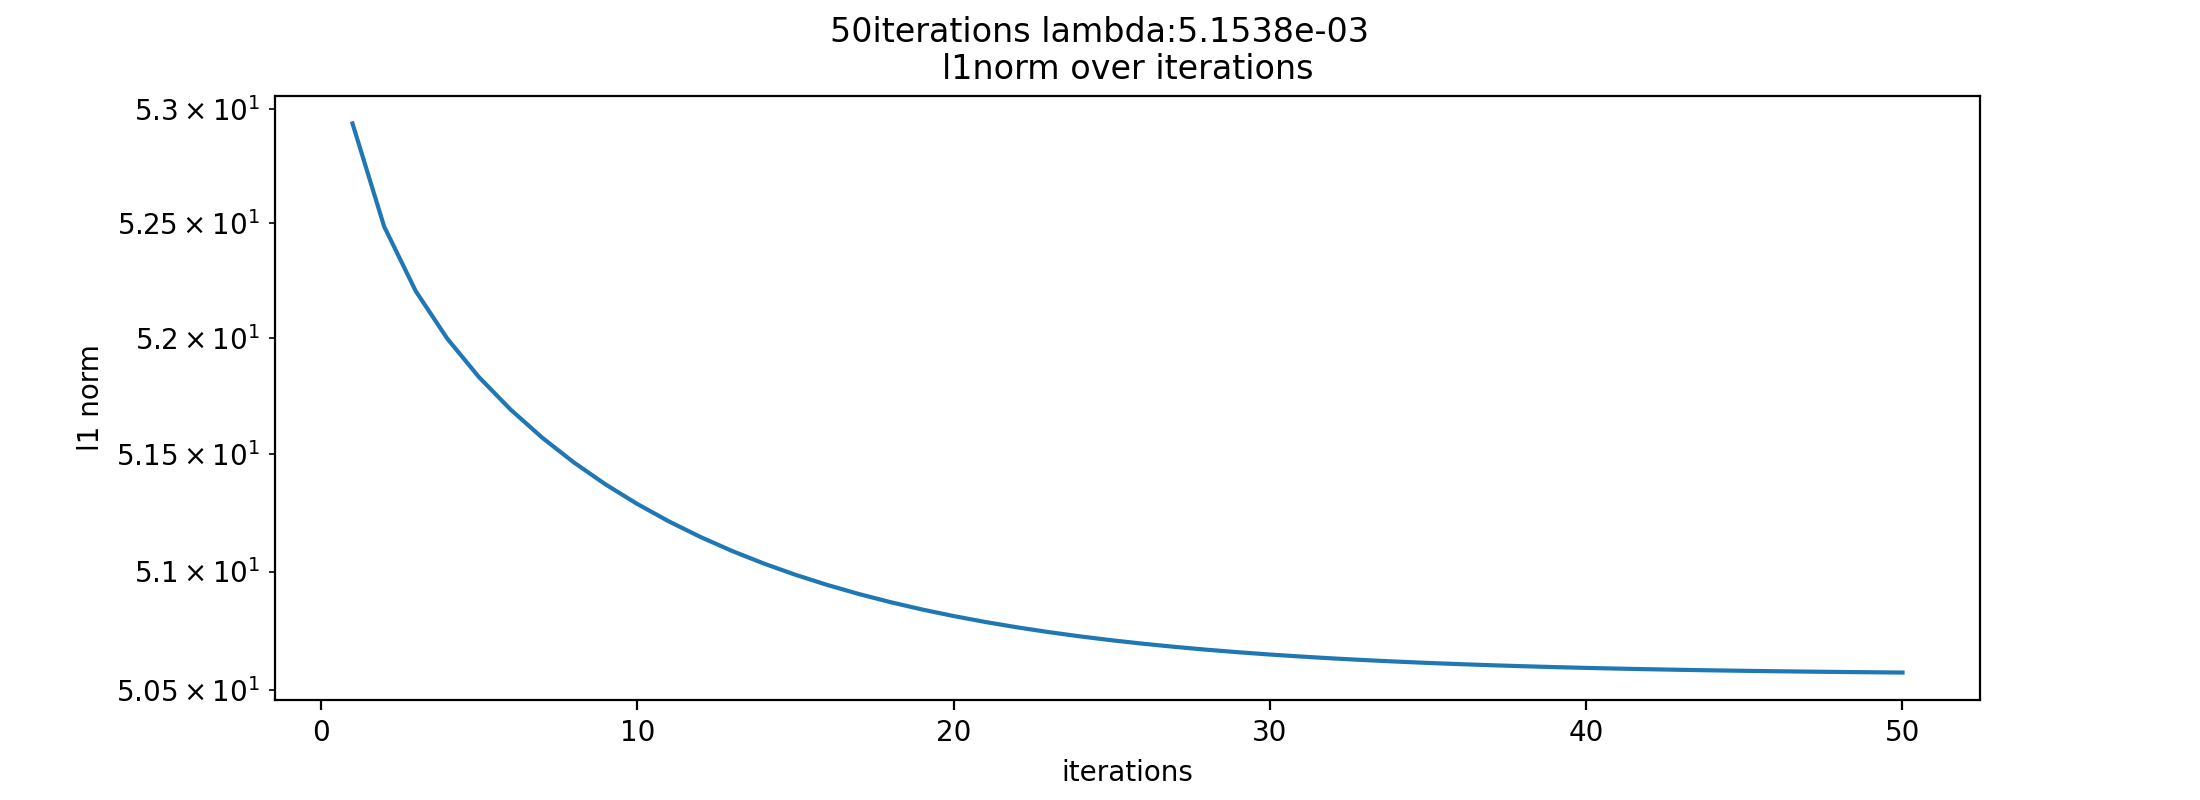 50iterations lambda:5.1538e-03
l1norm over iterations
5.3 × 10¹
5.25 × 10¹
5.2 × 10¹
5.15 × 10¹
5.1 × 10¹
5.05 × 10¹
l1 norm
0 10 20 30 40 50
iterations